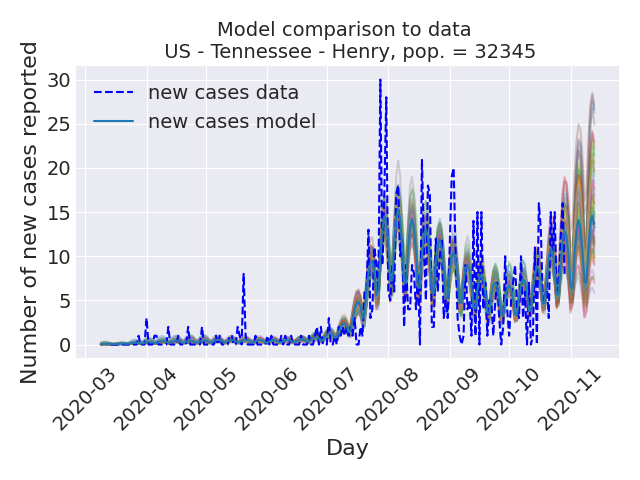 Model comparison to data
US - Tennessee - Henry, pop. = 32345
Number of new cases reported
30
25
20
15
10
5
0
new cases data
new cases model
2020-03
2020-04
2020-05
2020-06
2020-07
2020-08
2020-09
2020-10
2020-11
Day